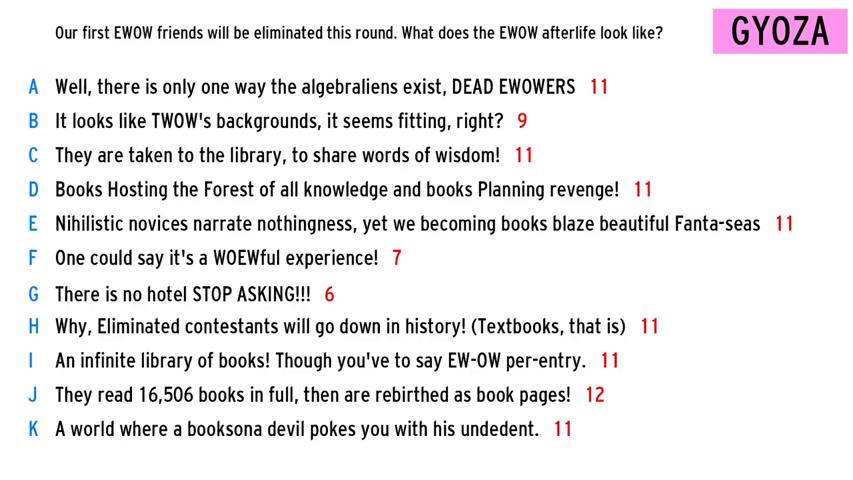 Our first EWOW friends will be eliminated this round. What does the EWOW afterlife look like?
GYOZA
A Well, there is only one way the algebraliens exist, DEAD EWOWERS 11
B It looks like TWOW's backgrounds, it seems fitting, right? 9
C They are taken to the library, to share words of wisdom! 11
D Books Hosting the Forest of all knowledge and books Planning revenge! 11
E Nihilistic novices narrate nothingness, yet we becoming books blaze beautiful Fanta-seas 11
F One could say it's a WOEWful experience! 7
G There is no hotel STOP ASKING!!! 6
H Why, Eliminated contestants will go down in history! (Textbooks, that is) 11
I An infinite library of books! Though you've to say EW-OW per-entry. 11
J They read 16,506 books in full, then are rebirthed as book pages! 12
K A world where a booksona devil pokes you with his undedent. 11